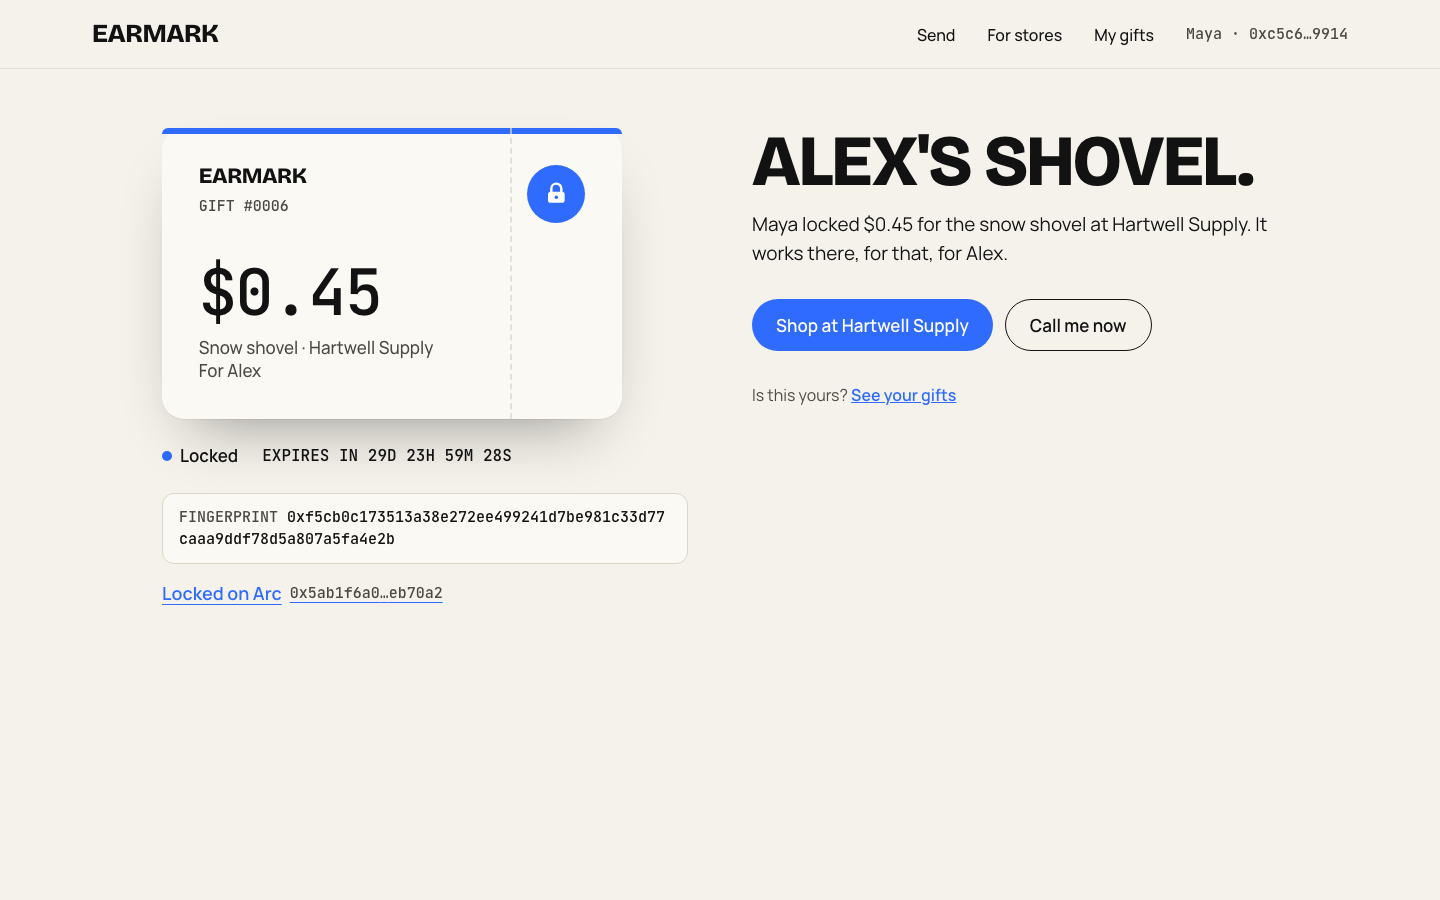 EARMARK
Send
For stores
My gifts
Maya · 0xc5c6…9914
EARMARK
GIFT #0006
$0.45
Snow shovel · Hartwell Supply
For Alex
Locked
EXPIRES IN 29D 23H 59M 28S
FINGERPRINT 0xf5cb0c173513a38e272ee499241d7be981c33d77
caaa9ddf78d5a807a5fa4e2b
Locked on Arc 0x5ab1f6a0…eb70a2
ALEX'S SHOVEL.
Maya locked $0.45 for the snow shovel at Hartwell Supply. It
works there, for that, for Alex.
Shop at Hartwell Supply
Call me now
Is this yours? See your gifts